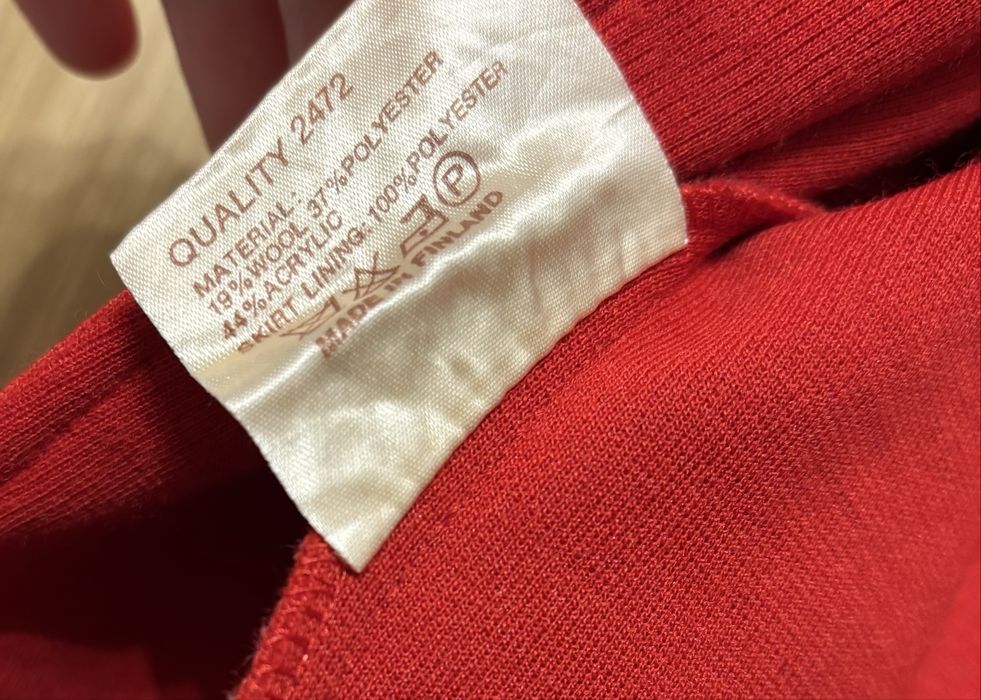 QUALITY 2472
MATERIAL:
19%WOOL 37%POLYESTER
44%ACRYLIC
SKIRT LINING: 100%POLYESTER
P
MADE IN FINLAND